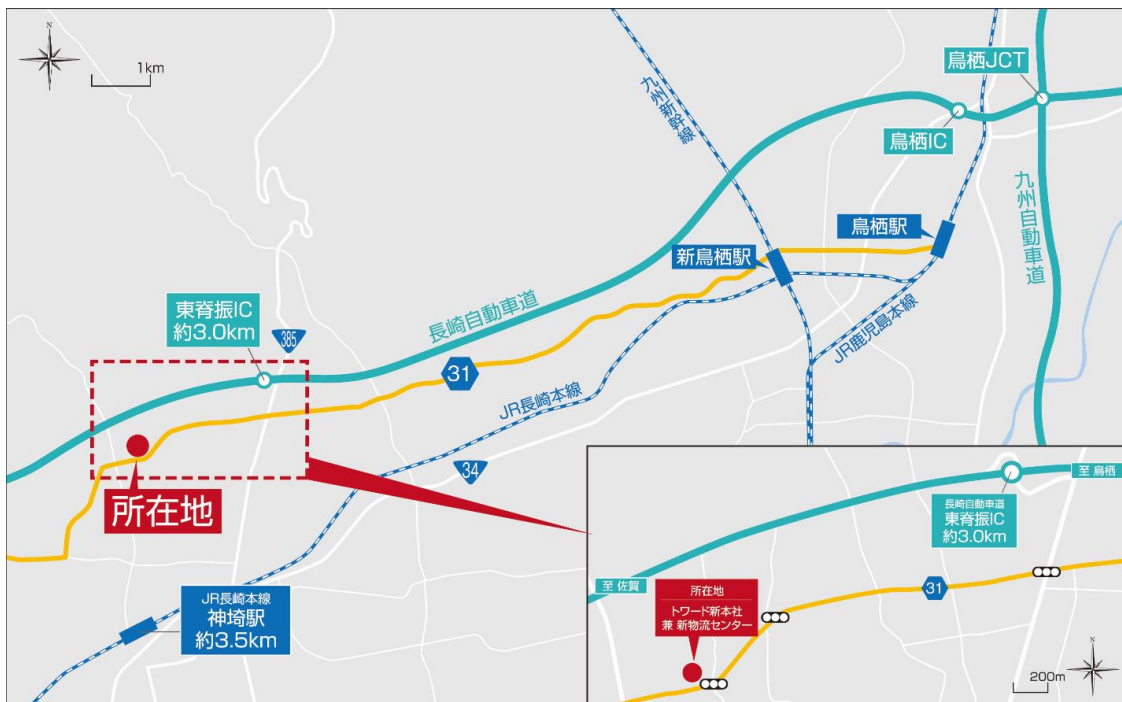 N
1km
鳥栖JCT
鳥栖IC
九州新幹線
九州自動車道
鳥栖駅
新鳥栖駅
長崎自動車道
JR鹿児島本線
東脊振IC
約3.0km
385
31
JR長崎本線
34
所在地
JR長崎本線
神埼駅
約3.5km
至 鳥栖
長崎自動車道
東脊振IC
約3.0km
至 佐賀
31
所在地
トワード新本社
兼 新物流センター
200m
N